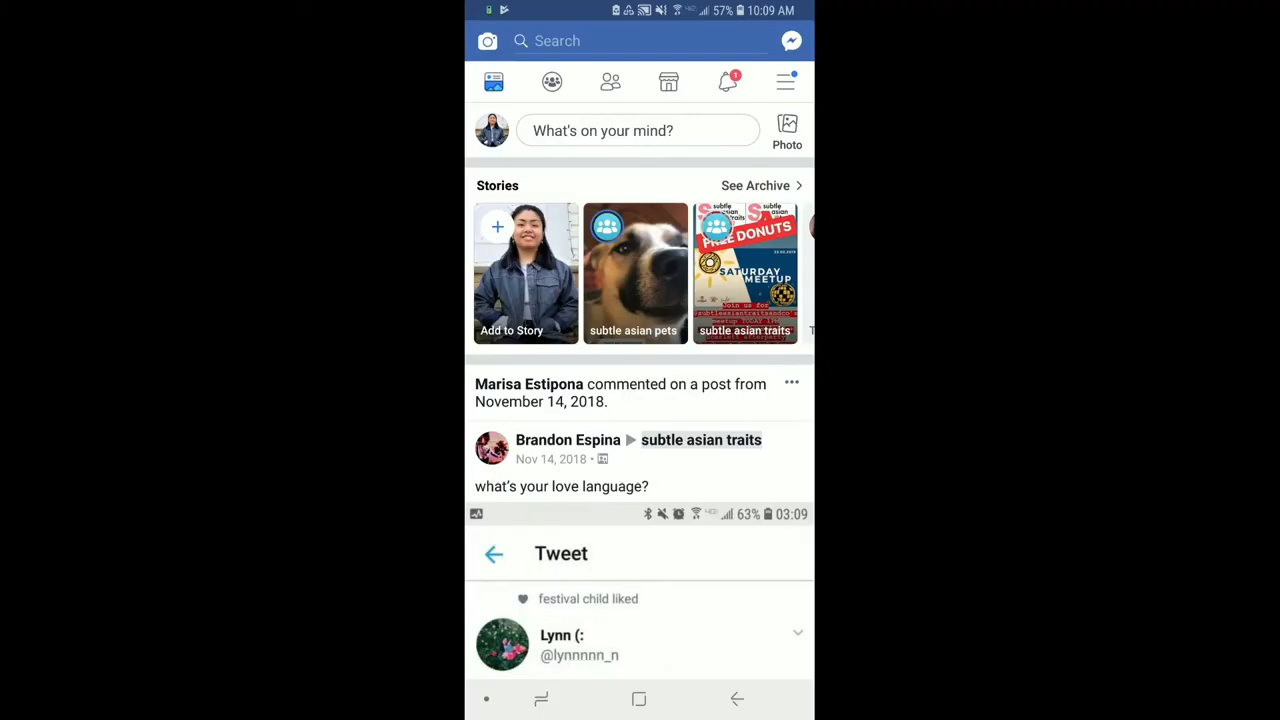 57% 10:09 AM
Search
1
What's on your mind?
Photo
Stories
See Archive
FREE DONUTS
SATURDAY
MEETUP
Add to Story
subtle asian pets
subtle asian traits
Marisa Estipona commented on a post from
November 14, 2018.
Brandon Espina ▶ subtle asian traits
Nov 14, 2018 •
what's your love language?
63% 03:09
Tweet
festival child liked
Lynn (:
@lynnnnn_n